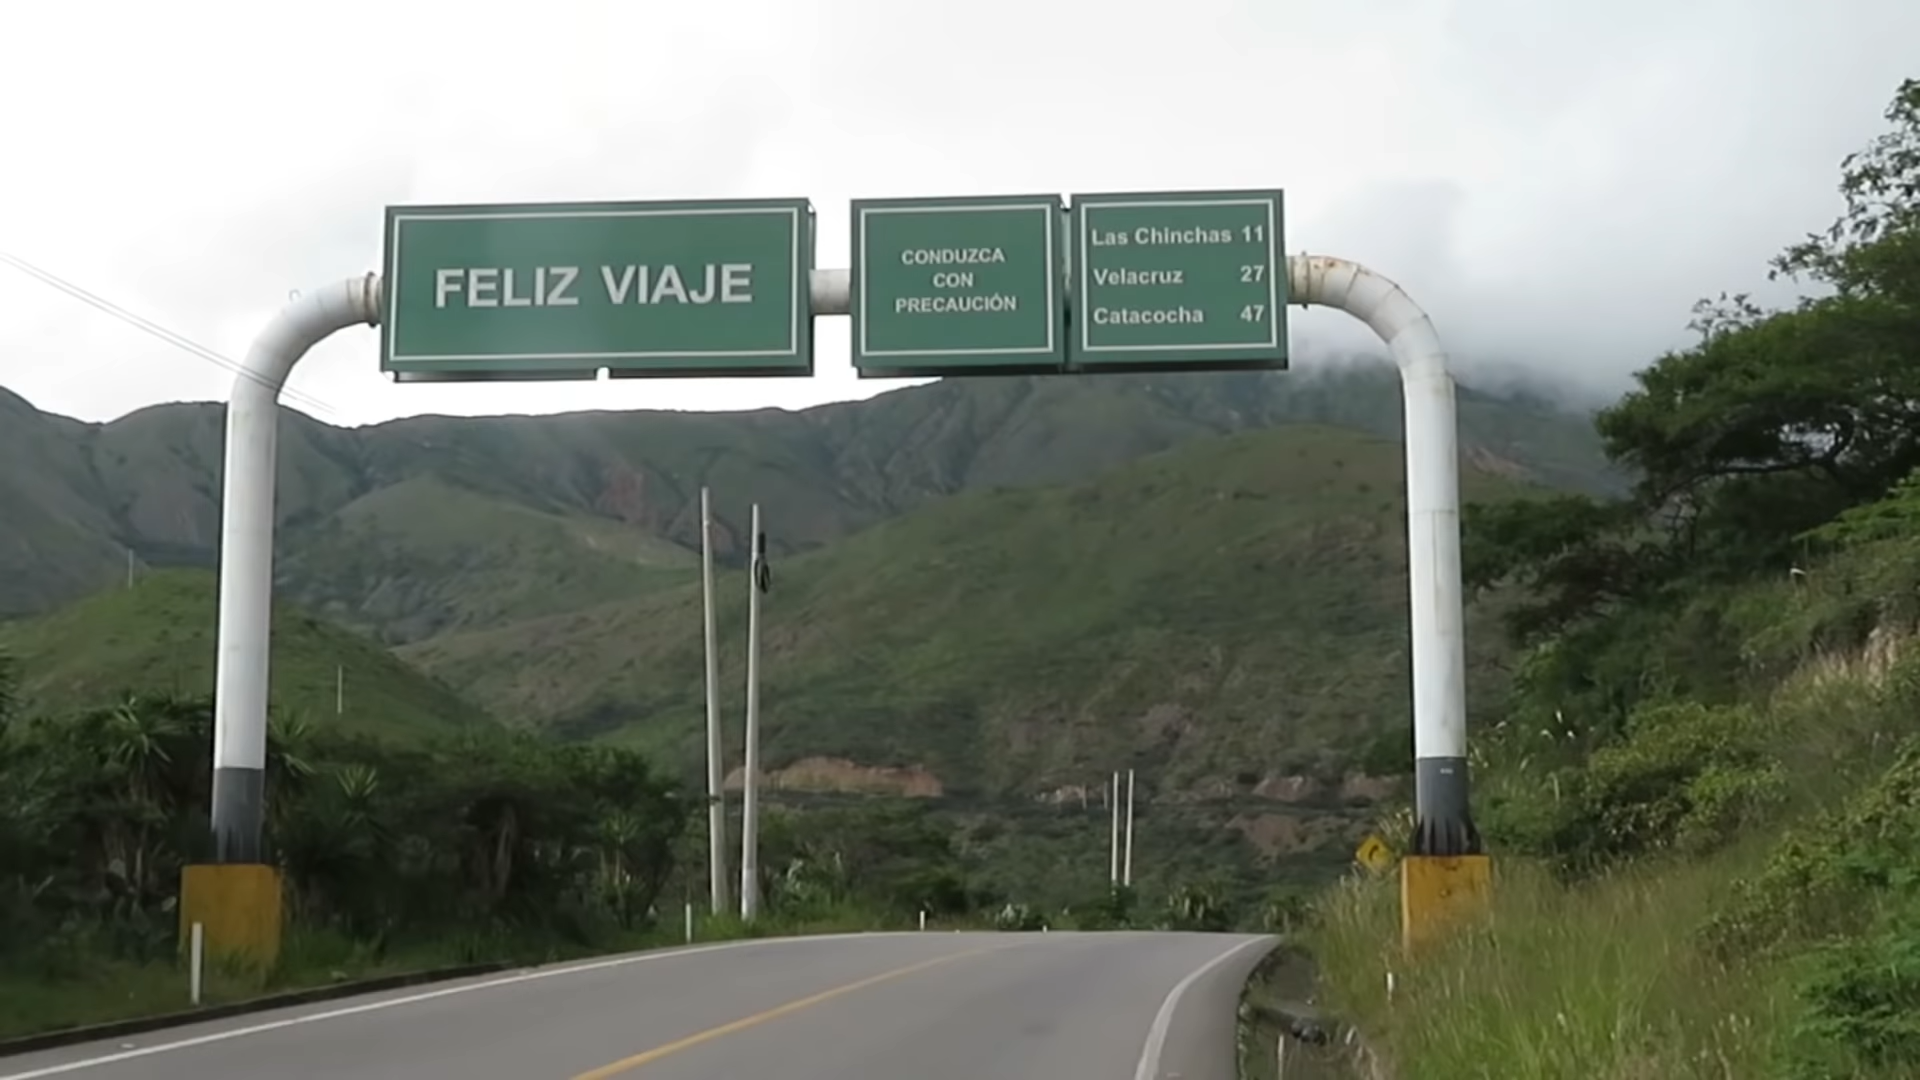 FELIZ VIAJE
CONDUZCA
CON
PRECAUCIÓN
Las Chinchas 11
Velacruz 27
Catacocha 47